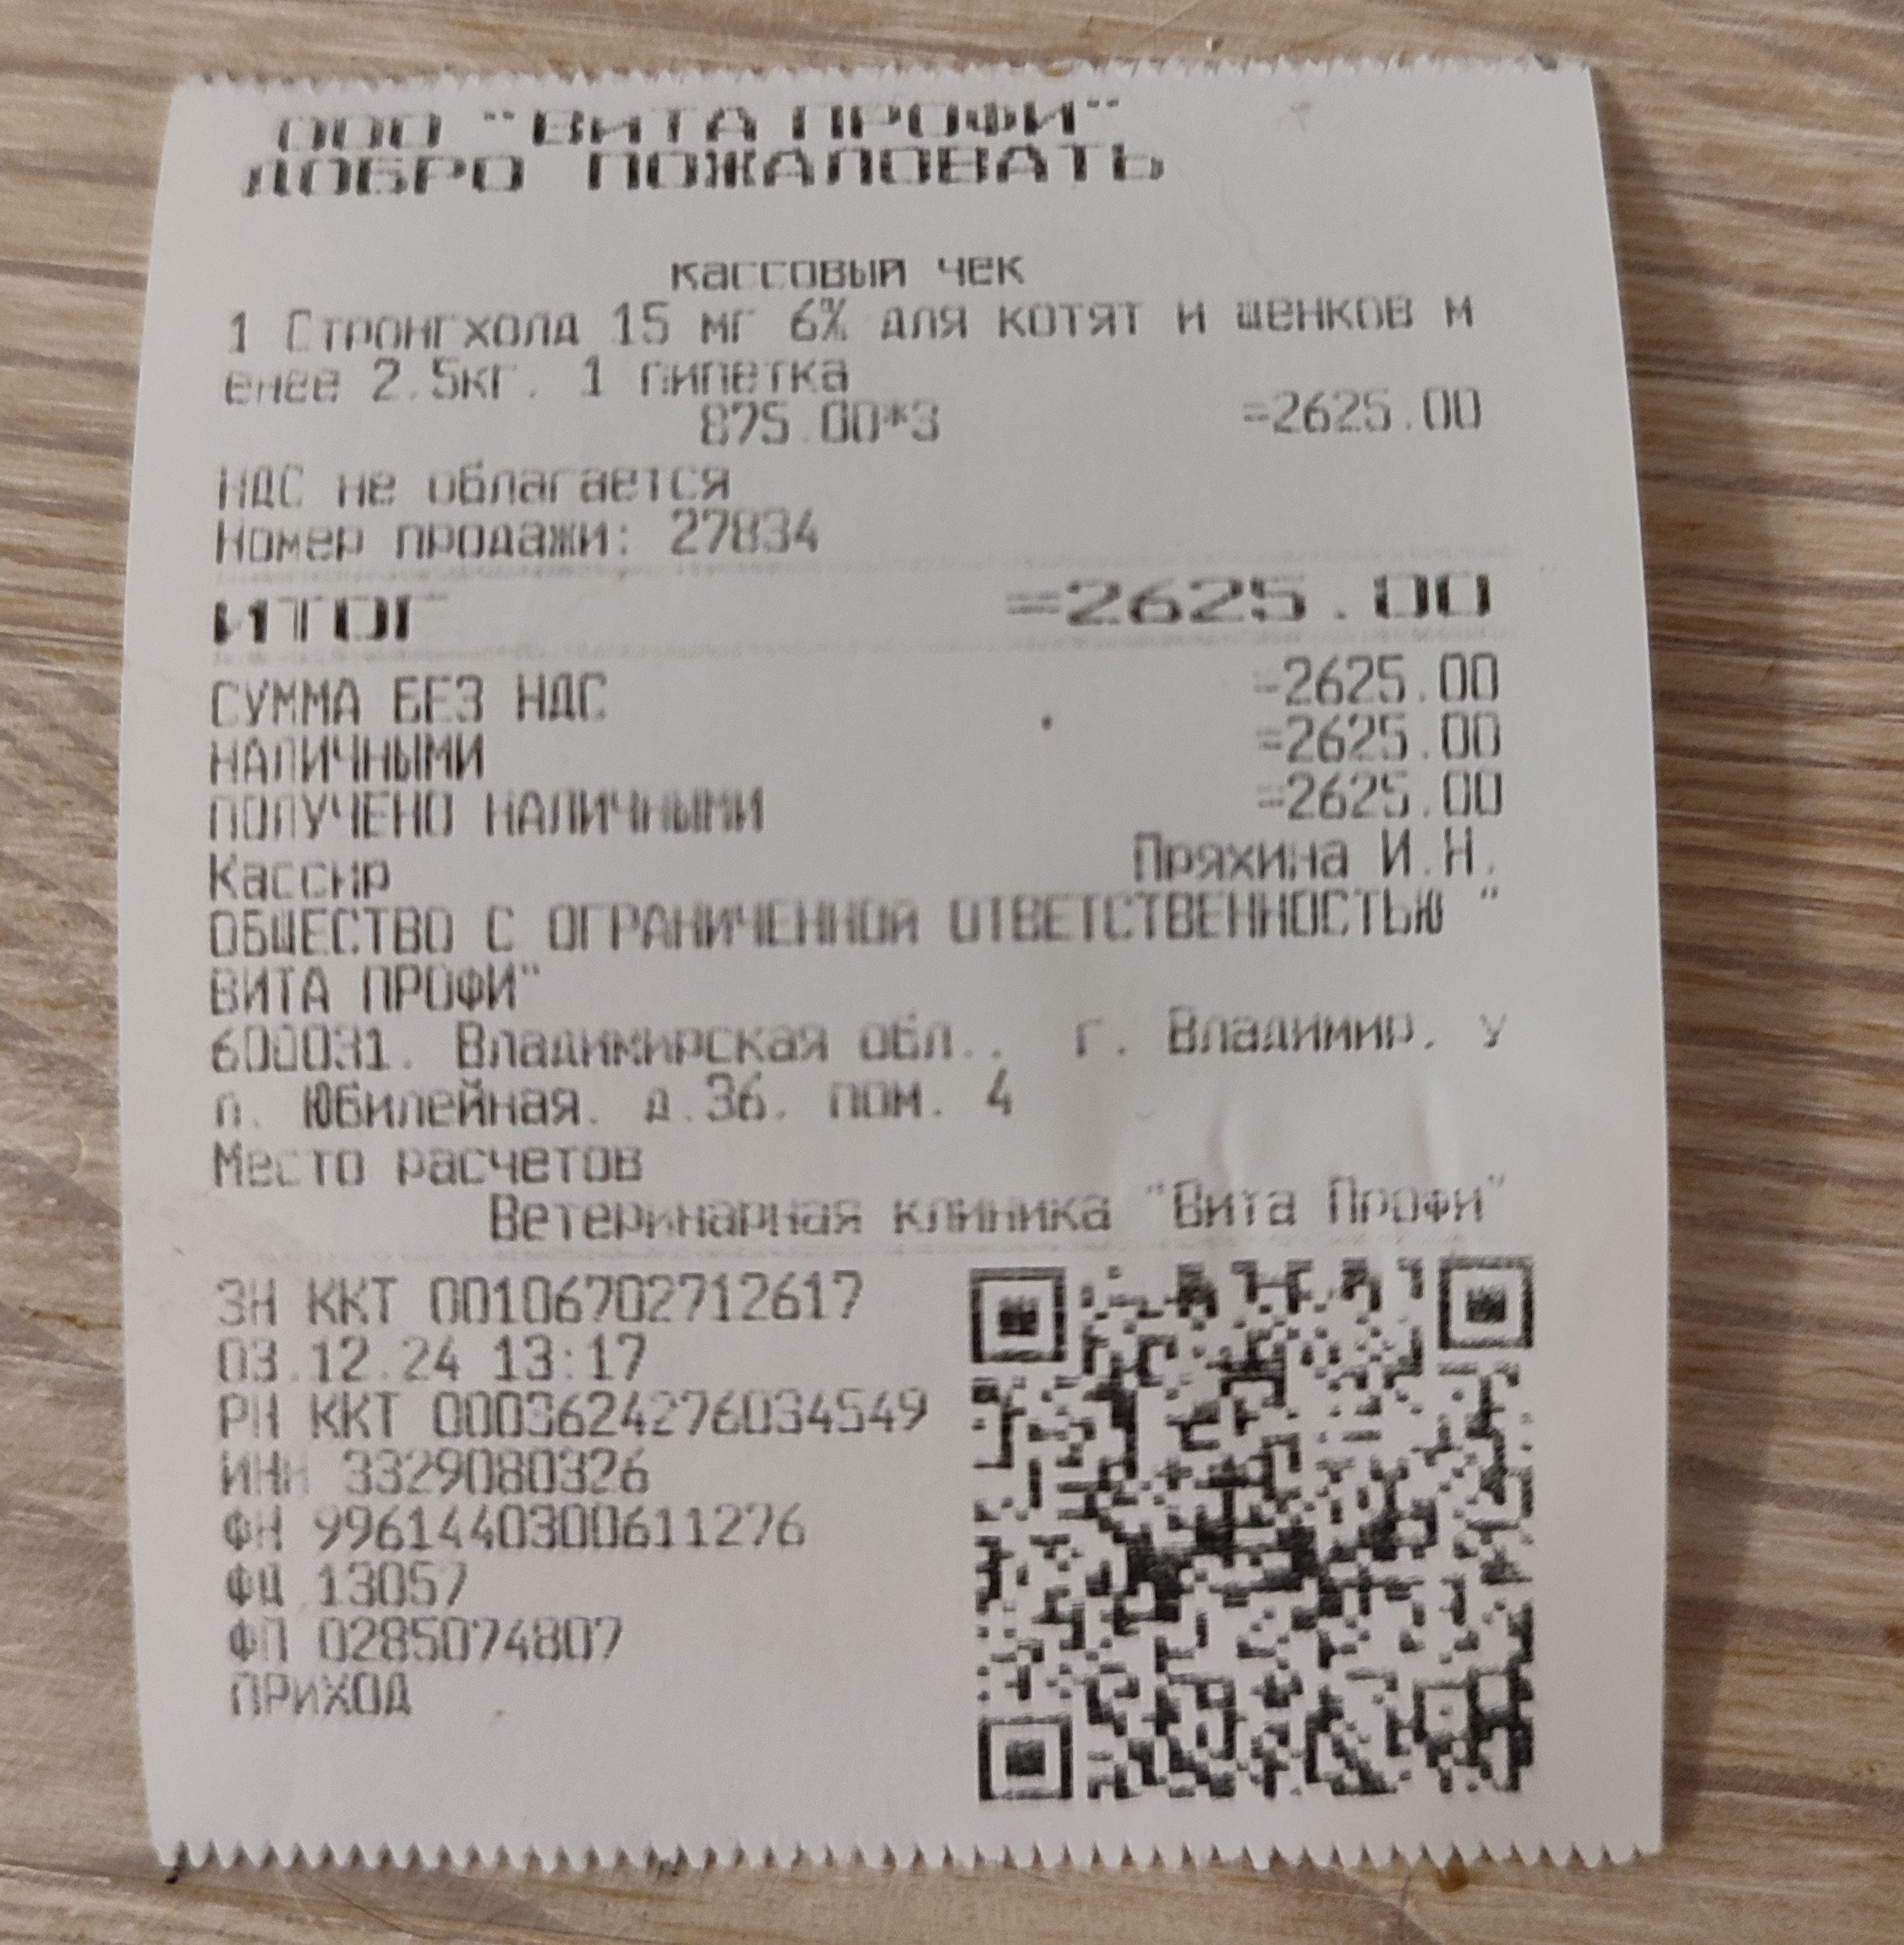 ООО "ВИТА ПРОФИ"
ДОБРО ПОЖАЛОВАТЬ
кассовый чек
1 Стронгхолд 15 мг 6% для котят и щенков м
енее 2.5кг. 1 пипетка
875.00*3 =2625.00
НДС не облагается
Номер продажи: 27834
ИТОГ =2625.00
СУММА БЕЗ НДС =2625.00
НАЛИЧНЫМИ =2625.00
ПОЛУЧЕНО НАЛИЧНЫМИ =2625.00
Кассир Пряхина И.Н.
ОБЩЕСТВО С ОГРАНИЧЕННОЙ ОТВЕТСТВЕННОСТЬЮ "
ВИТА ПРОФИ"
600031, Владимирская обл., г. Владимир, у
л. Юбилейная, д.36, пом. 4
Место расчетов
Ветеринарная клиника "Вита Профи"
ЗН ККТ 00106702712617
03.12.24 13:17
РН ККТ 0003624276034549
ИНН 3329080326
ФН 9961440300611276
ФД 13057
ФП 0285074807
ПРИХОД